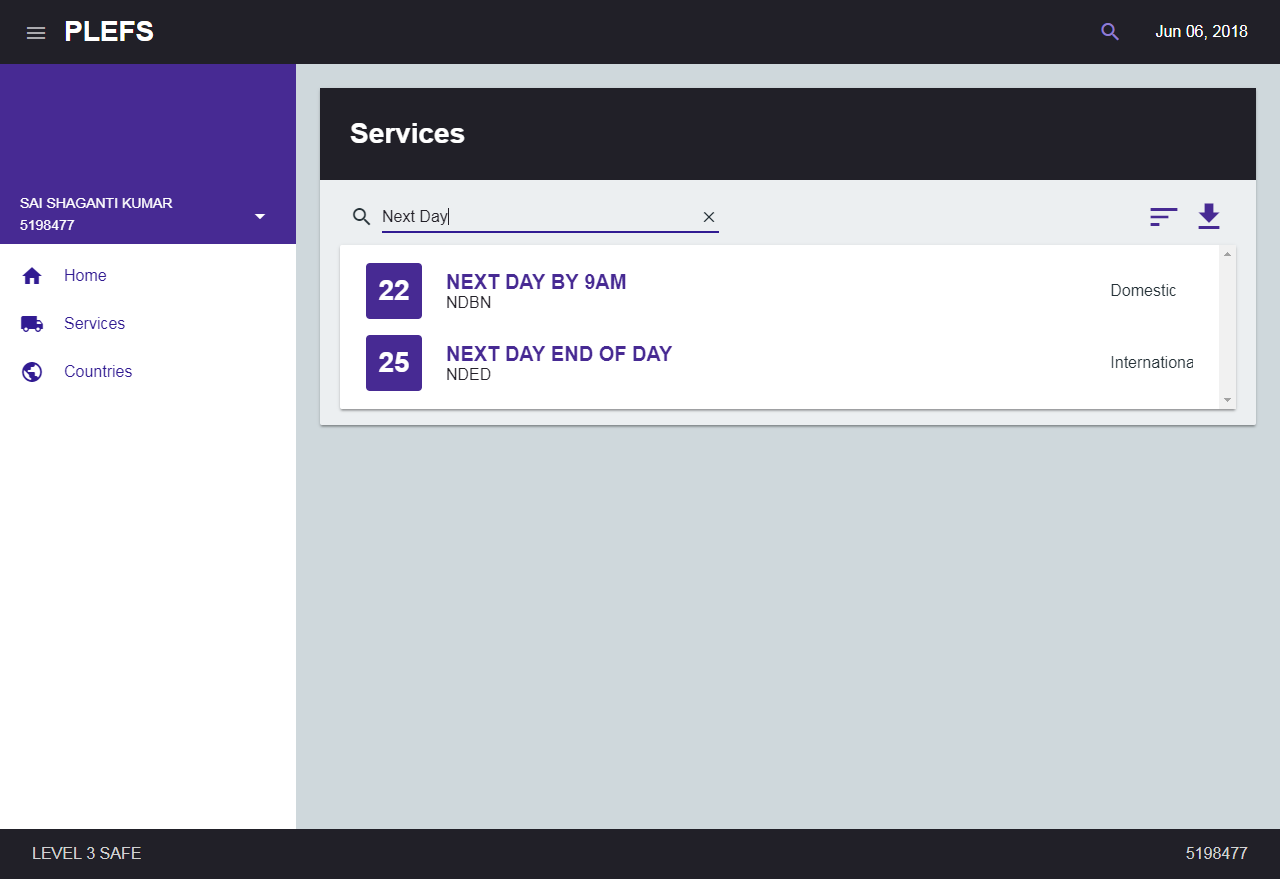 PLEFS
Jun 06, 2018
SAI SHAGANTI KUMAR
5198477
Home
Services
Countries
Services
Next Day
22
NEXT DAY BY 9AM
NDBN
Domestic
25
NEXT DAY END OF DAY
NDED
Internationa
LEVEL 3 SAFE
5198477